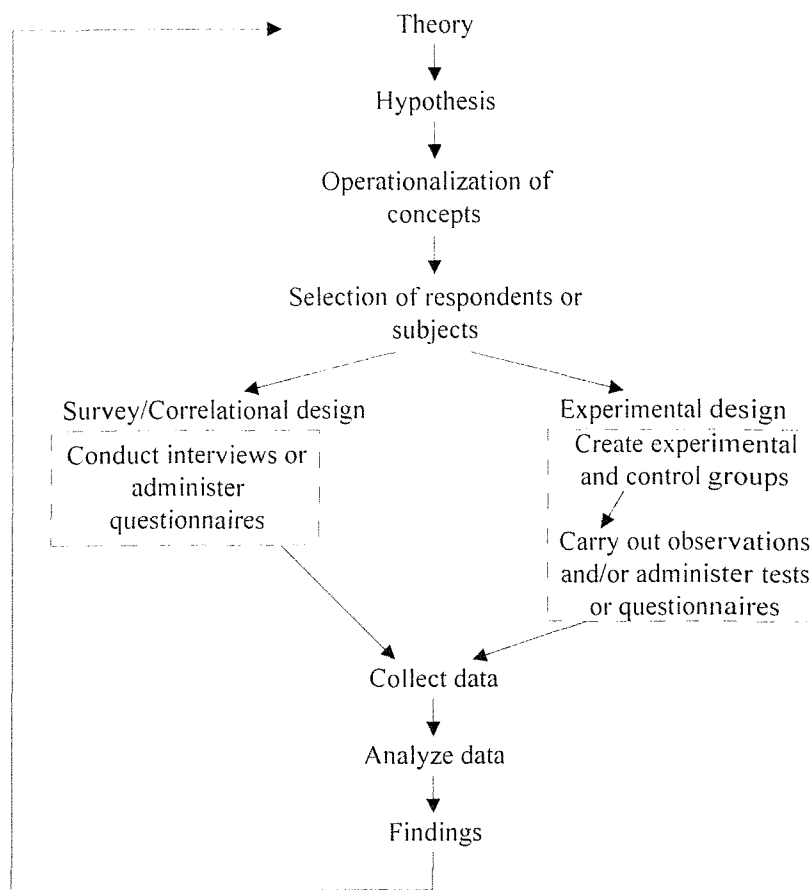 Theory
Hypothesis
Operationalization of
concepts
Selection of respondents or
subjects
Survey/Correlational design
Conduct interviews or
administer
questionnaires
Experimental design
Create experimental
and control groups
Carry out observations
and/or administer tests
or questionnaires
Collect data
Analyze data
Findings